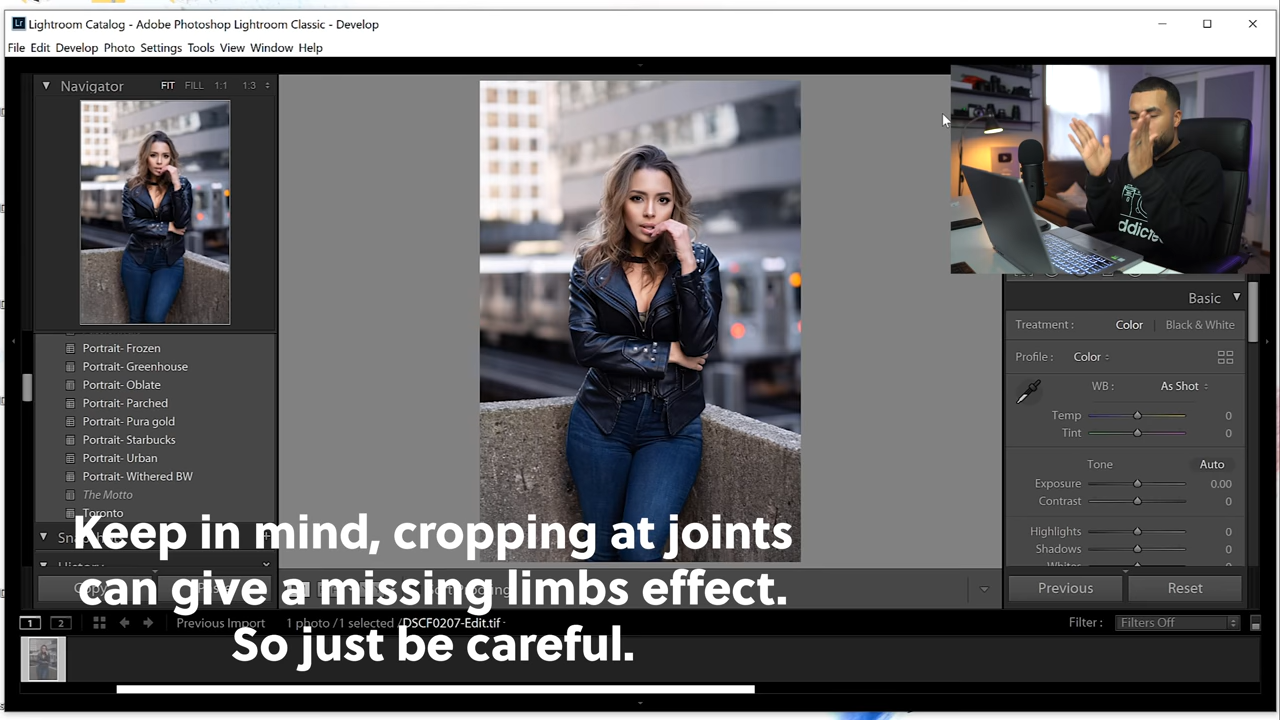 Lr Lightroom Catalog - Adobe Photoshop Lightroom Classic - Develop
File Edit Develop Photo Settings Tools View Window Help
Navigator FIT FILL 1:1 1:3
Portrait- Frozen
Portrait- Greenhouse
Portrait- Oblate
Portrait- Parched
Portrait- Pura gold
Portrait- Starbucks
Portrait- Urban
Portrait- Withered BW
The Motto
Toronto
Basic
Treatment : Color | Black & White
Profile : Color
WB : As Shot
Temp 0
Tint 0
Tone Auto
Exposure 0.00
Contrast 0
Highlights 0
Shadows 0
Previous Reset
Keep in mind, cropping at joints
can give a missing limbs effect.
So just be careful.
1 2 Previous Import 1 photo / 1 selected / DSCF0207-Edit.tif
Filter : Filters Off